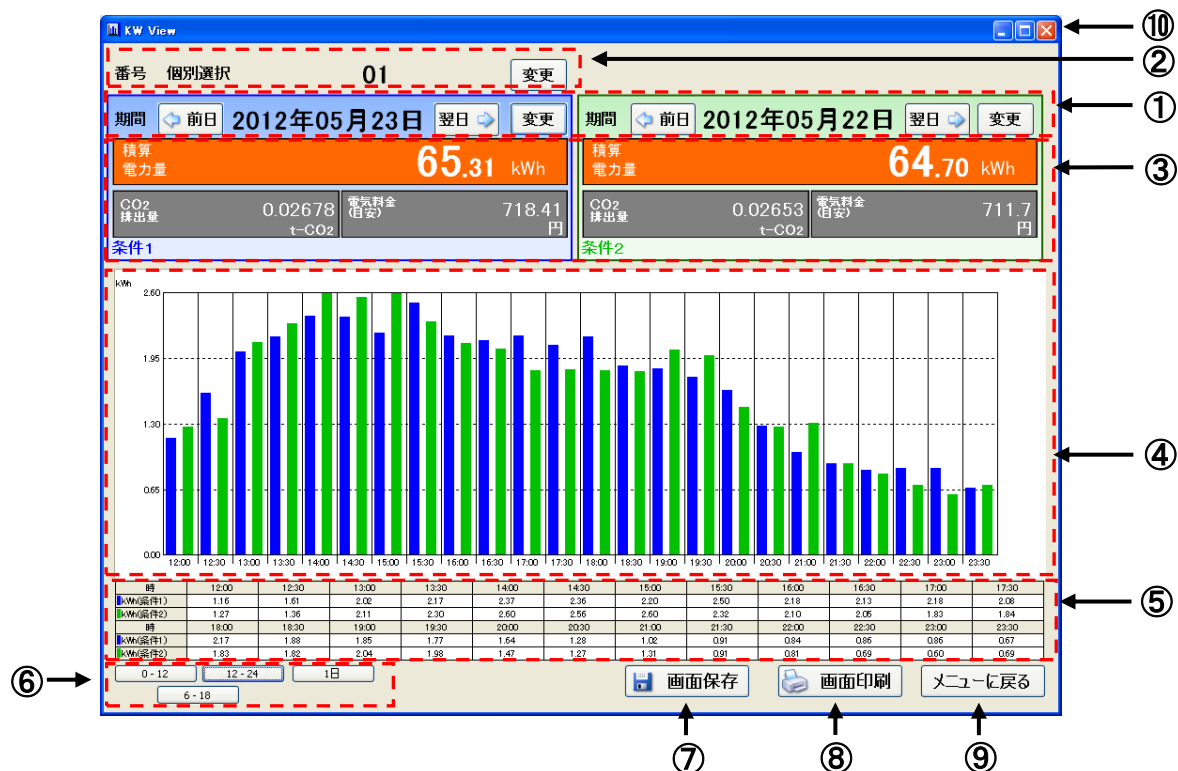 KW View
⑩
番号 個別選択 01 変更
②
期間 前日 2012年05月23日 翌日 変更
期間 前日 2012年05月22日 翌日 変更
①
積算
電力量 65.31 kWh
積算
電力量 64.70 kWh
③
CO2
排出量 0.02678
t-CO2
電気料金
(目安) 718.41
円
CO2
排出量 0.02653
t-CO2
電気料金
(目安) 711.7
円
条件1
条件2
kWh
2.60
1.95
1.30
0.65
0.00
④
12:00 12:30 13:00 13:30 14:00 14:30 15:00 15:30 16:00 16:30 17:00 17:30 18:00 18:30 19:00 19:30 20:00 20:30 21:00 21:30 22:00 22:30 23:00 23:30
時 12:00 12:30 13:00 13:30 14:00 14:30 15:00 15:30 16:00 16:30 17:00 17:30
kWh(条件1) 1.16 1.61 2.02 2.17 2.37 2.36 2.20 2.50 2.18 2.13 2.18 2.08
kWh(条件2) 1.27 1.36 2.11 2.30 2.60 2.56 2.60 2.32 2.10 2.05 1.83 1.84
時 18:00 18:30 19:00 19:30 20:00 20:30 21:00 21:30 22:00 22:30 23:00 23:30
kWh(条件1) 2.17 1.88 1.85 1.77 1.64 1.28 1.02 0.91 0.84 0.86 0.86 0.67
kWh(条件2) 1.83 1.82 2.04 1.98 1.47 1.27 1.31 0.91 0.81 0.69 0.60 0.69
⑤
⑥
0 - 12 12 - 24 1日
6 - 18
画面保存 画面印刷 メニューに戻る
⑦ ⑧ ⑨